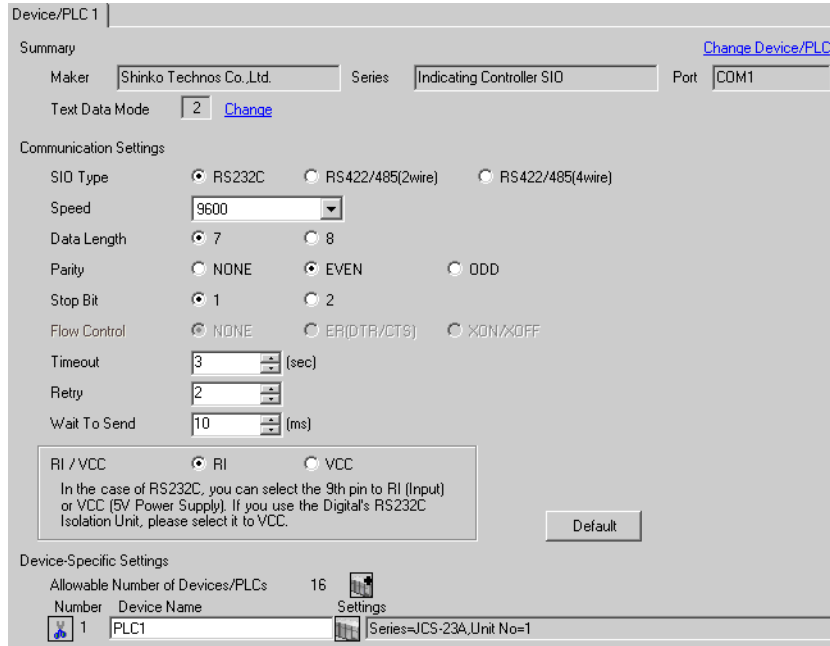 Device/PLC 1
Summary Change Device/PLC
Maker Shinko Technos Co.,Ltd. Series Indicating Controller SIO Port COM1
Text Data Mode 2 Change
Communication Settings
SIO Type RS232C RS422/485(2wire) RS422/485(4wire)
Speed 9600
Data Length 7 8
Parity NONE EVEN ODD
Stop Bit 1 2
Flow Control NONE ER(DTR/CTS) XON/XOFF
Timeout 3 (sec)
Retry 2
Wait To Send 10 (ms)
RI / VCC RI VCC
In the case of RS232C, you can select the 9th pin to RI (Input)
or VCC (5V Power Supply). If you use the Digital's RS232C
Isolation Unit, please select it to VCC.
Default
Device-Specific Settings
Allowable Number of Devices/PLCs 16
Number Device Name Settings
1 PLC1 Series=JCS-23A,Unit No=1